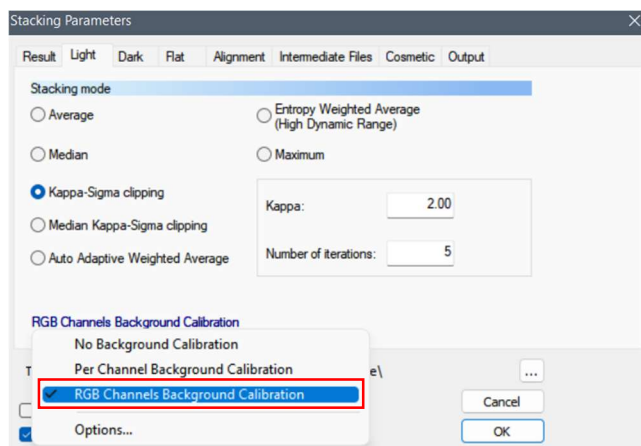 Stacking Parameters
Result Light Dark Flat Alignment Intermediate Files Cosmetic Output
Stacking mode
Average
Entropy Weighted Average
(High Dynamic Range)
Median
Maximum
Kappa-Sigma clipping
Kappa: 2.00
Median Kappa-Sigma clipping
Number of iterations: 5
Auto Adaptive Weighted Average
RGB Channels Background Calibration
No Background Calibration
Per Channel Background Calibration
e\
...
RGB Channels Background Calibration
Cancel
Options...
OK